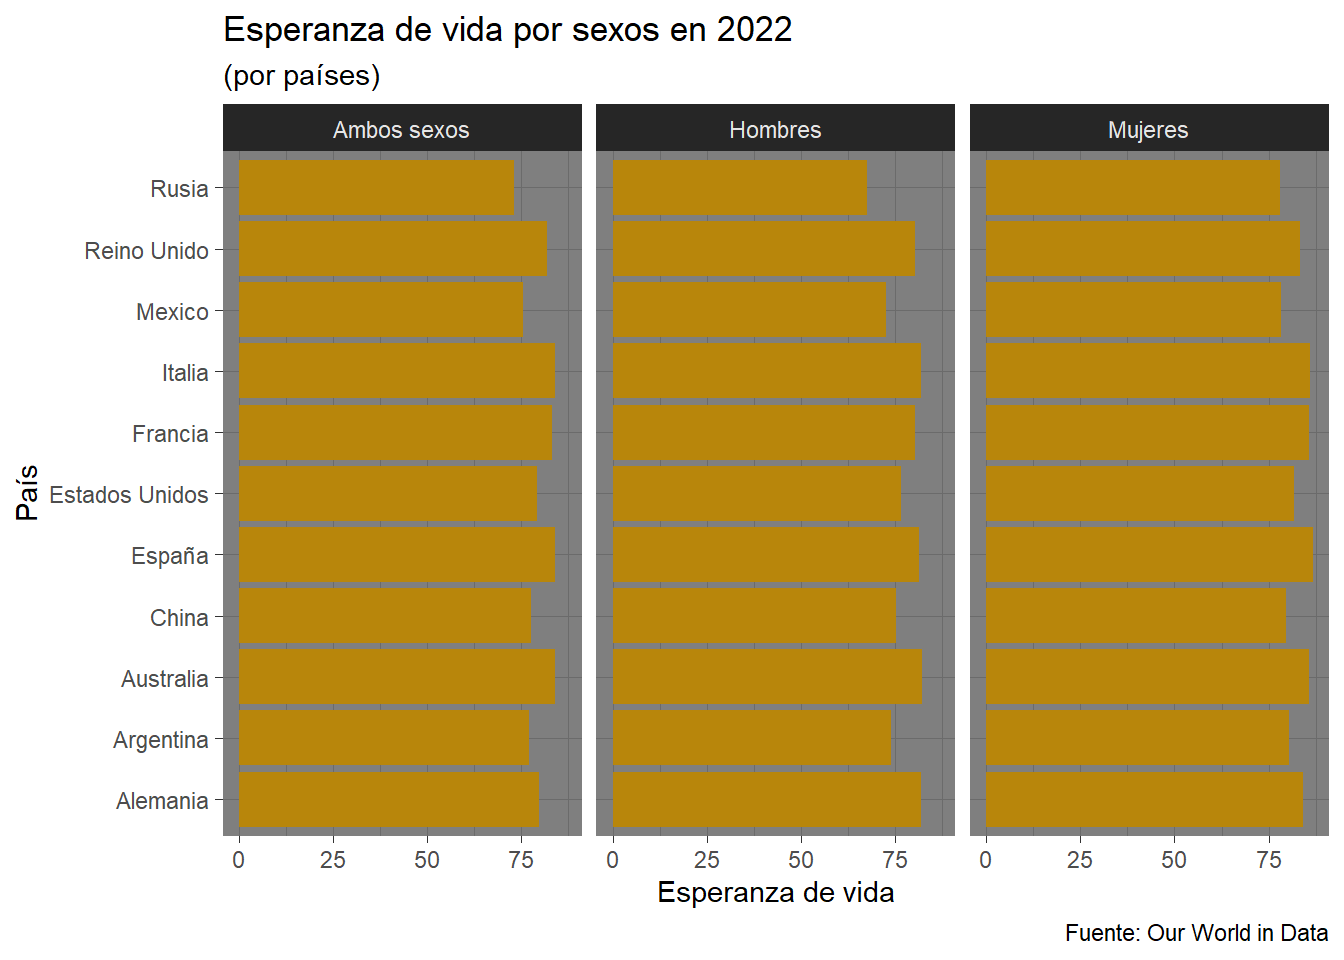 Esperanza de vida por sexos en 2022
(por países)
Ambos sexos
Hombres
Mujeres
País
Rusia
Reino Unido
Mexico
Italia
Francia
Estados Unidos
España
China
Australia
Argentina
Alemania
0 25 50 75
0 25 50 75
0 25 50 75
Esperanza de vida
Fuente: Our World in Data